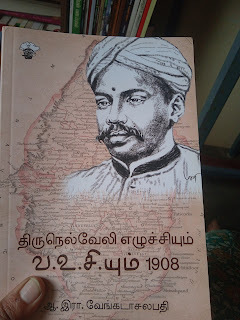 திருநெல்வேலி எழுச்சியும்
வ.உ.சி.யும் 1908
ஆ. இரா. வேங்கடாசலபதி